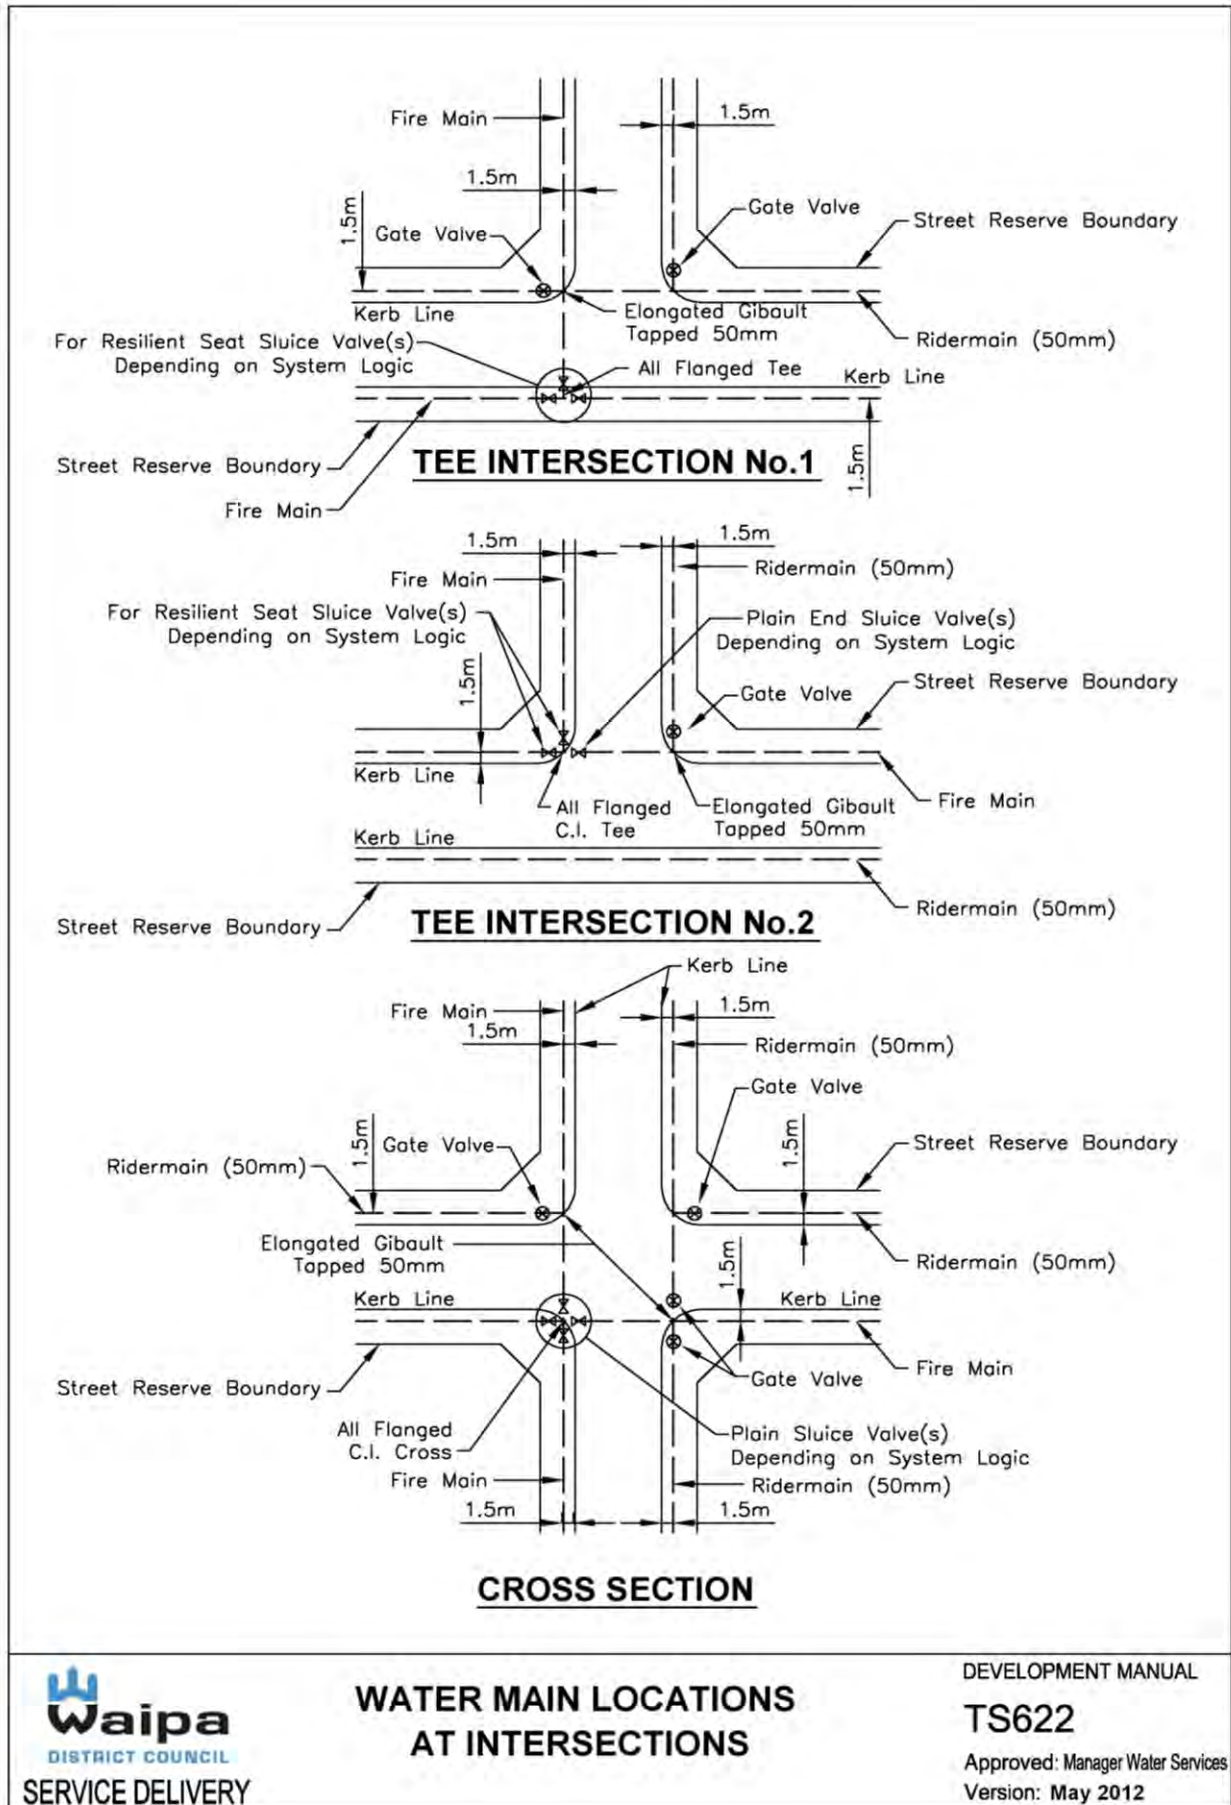 Fire Main
1.5m
1.5m
1.5m
Gate Valve
Gate Valve
Street Reserve Boundary
Kerb Line
Elongated Gibault
Tapped 50mm
Ridermain (50mm)
For Resilient Seat Sluice Valve(s)
Depending on System Logic
All Flanged Tee
Kerb Line
Street Reserve Boundary
TEE INTERSECTION No.1
1.5m
Fire Main
1.5m
1.5m
Fire Main
Ridermain (50mm)
For Resilient Seat Sluice Valve(s)
Depending on System Logic
Plain End Sluice Valve(s)
Depending on System Logic
1.5m
Gate Valve
Street Reserve Boundary
Kerb Line
All Flanged
C.I. Tee
Elongated Gibault
Tapped 50mm
Fire Main
Kerb Line
Ridermain (50mm)
Street Reserve Boundary
TEE INTERSECTION No.2
Kerb Line
Fire Main
1.5m
1.5m
Ridermain (50mm)
Gate Valve
1.5m
Gate Valve
1.5m
Street Reserve Boundary
Ridermain (50mm)
Elongated Gibault
Tapped 50mm
1.5m
Ridermain (50mm)
Kerb Line
Kerb Line
Fire Main
Street Reserve Boundary
Gate Valve
All Flanged
C.I. Cross
Plain Sluice Valve(s)
Depending on System Logic
Fire Main
Ridermain (50mm)
1.5m
1.5m
CROSS SECTION
Waipa
DISTRICT COUNCIL
SERVICE DELIVERY
WATER MAIN LOCATIONS
AT INTERSECTIONS
DEVELOPMENT MANUAL
TS622
Approved: Manager Water Services
Version: May 2012